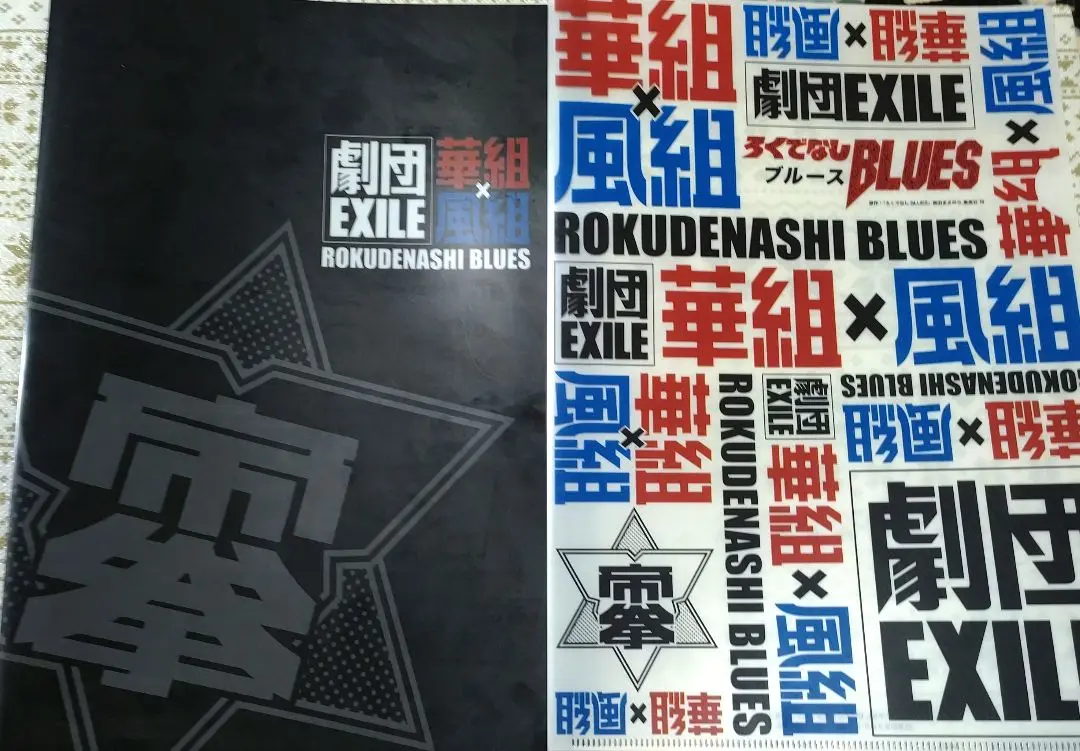 劇団
EXILE
華組
×
風組
ROKUDENASHI BLUES
帝拳
華組
×
風組
風組×華組
劇団EXILE
ろくでなし
ブルース
BLUES
ROKUDENASHI BLUES
風組
×
華組
劇団
EXILE
華組×風組
ROKUDENASHI BLUES
風組
×
華組
ROKUDENASHI BLUES
劇団
EXILE
風組×華組
華組
×
風組
劇団
EXIL
帝拳
風組×華組